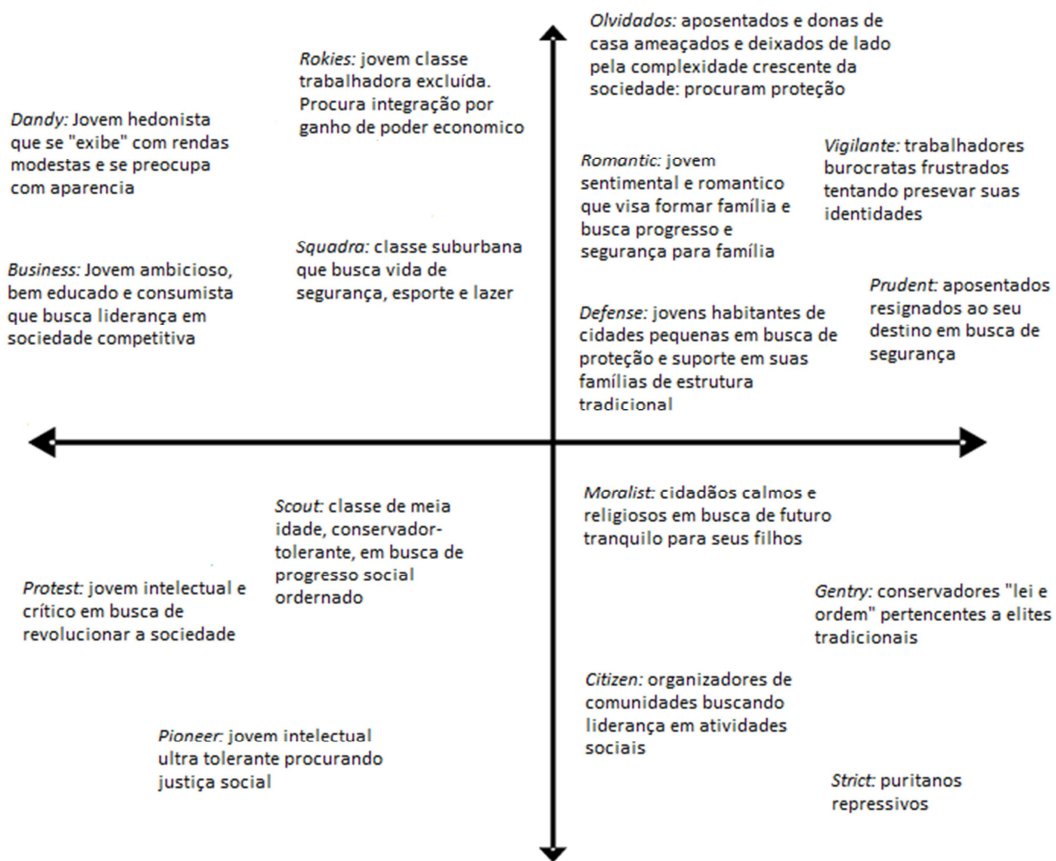 Olvidados: aposentados e donas de
casa ameaçados e deixados de lado
pela complexidade crescente da
sociedade: procuram proteção
Rokies: jovem classe
trabalhadora excluída.
Procura integração por
ganho de poder economico
Dandy: Jovem hedonista
que se "exibe" com rendas
modestas e se preocupa
com aparencia
Romantic: jovem
sentimental e romantico
que visa formar família e
busca progresso e
segurança para família
Vigilante: trabalhadores
burocratas frustrados
tentando presevar suas
identidades
Squadra: classe suburbana
que busca vida de
segurança, esporte e lazer
Business: Jovem ambicioso,
bem educado e consumista
que busca liderança em
sociedade competitiva
Defense: jovens habitantes de
cidades pequenas em busca de
proteção e suporte em suas
famílias de estrutura
tradicional
Prudent: aposentados
resignados ao seu
destino em busca de
segurança
Scout: classe de meia
idade, conservador-
tolerante, em busca de
progresso social
ordernado
Moralist: cidadãos calmos e
religiosos em busca de futuro
tranquilo para seus filhos
Protest: jovem intelectual e
crítico em busca de
revolucionar a sociedade
Gentry: conservadores "lei e
ordem" pertencentes a elites
tradicionais
Citizen: organizadores de
comunidades buscando
liderança em atividades
sociais
Pioneer: jovem intelectual
ultra tolerante procurando
justiça social
Strict: puritanos
repressivos